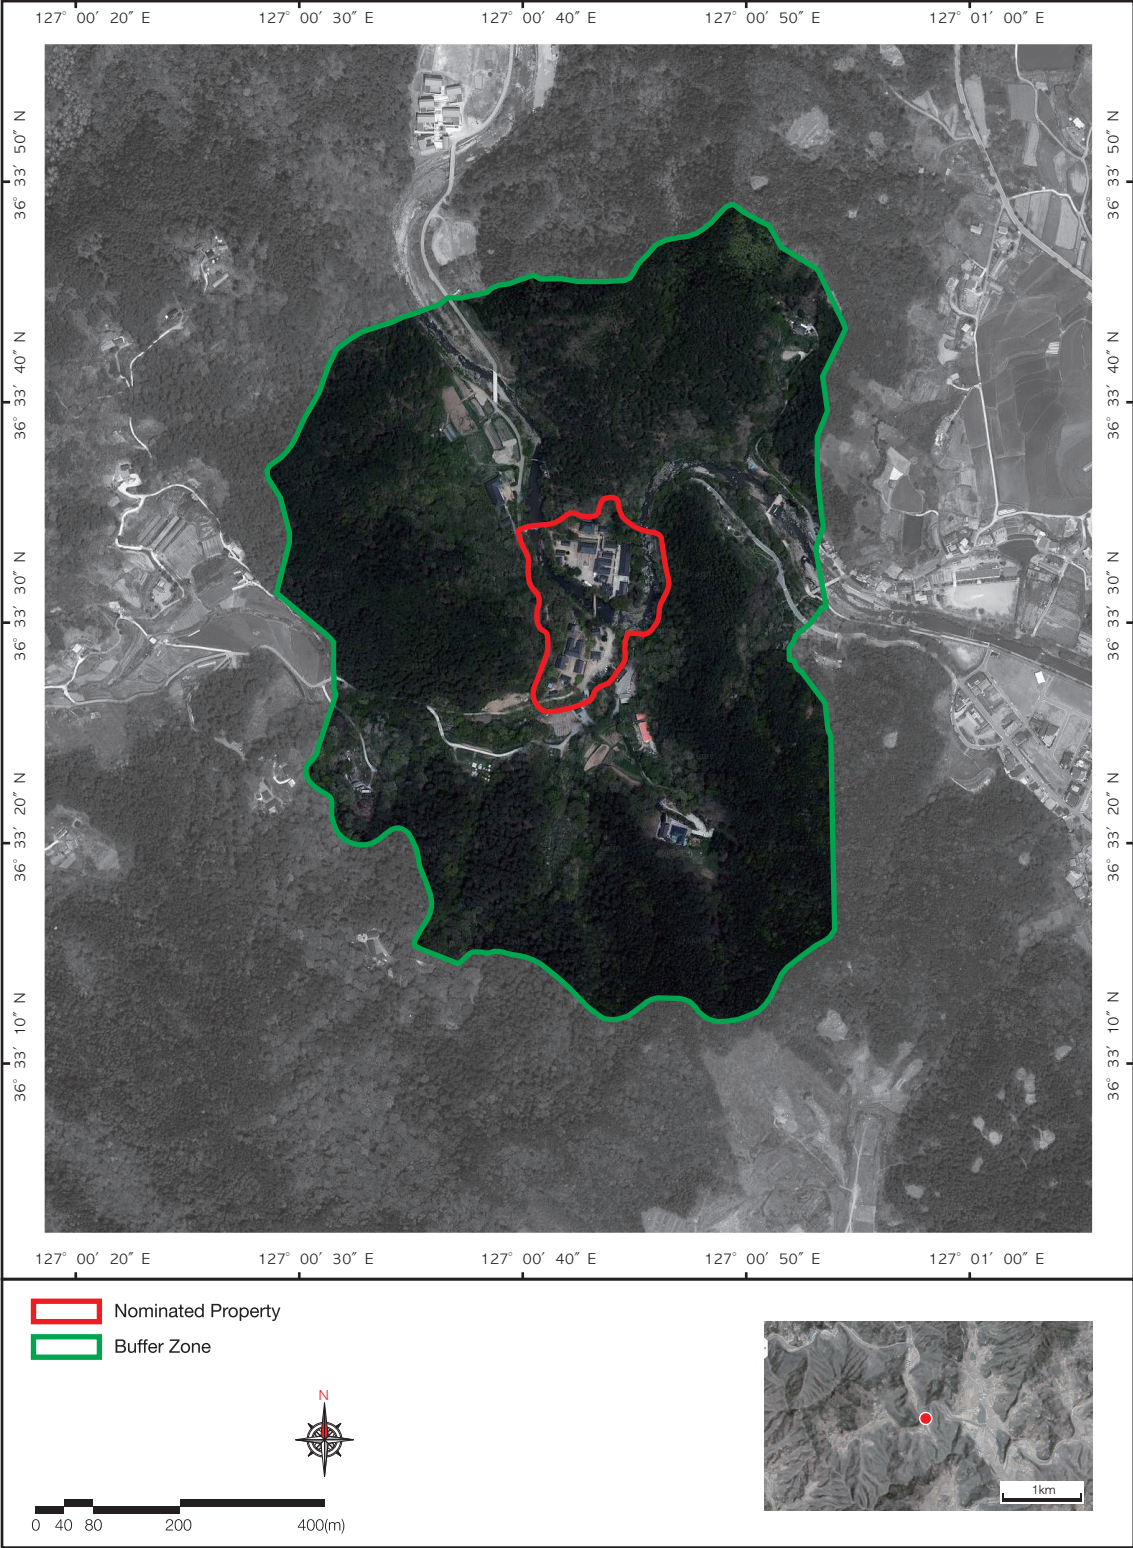 127° 00′ 20″ E
127° 00′ 30″ E
127° 00′ 40″ E
127° 00′ 50″ E
127° 01′ 00″ E
36° 33′ 50″ N
36° 33′ 50″ N
36° 33′ 40″ N
36° 33′ 40″ N
36° 33′ 30″ N
36° 33′ 30″ N
36° 33′ 20″ N
36° 33′ 20″ N
36° 33′ 10″ N
36° 33′ 10″ N
127° 00′ 20″ E
127° 00′ 30″ E
127° 00′ 40″ E
127° 00′ 50″ E
127° 01′ 00″ E
Nominated Property
Buffer Zone
N
0 40 80 200 400(m)
1km